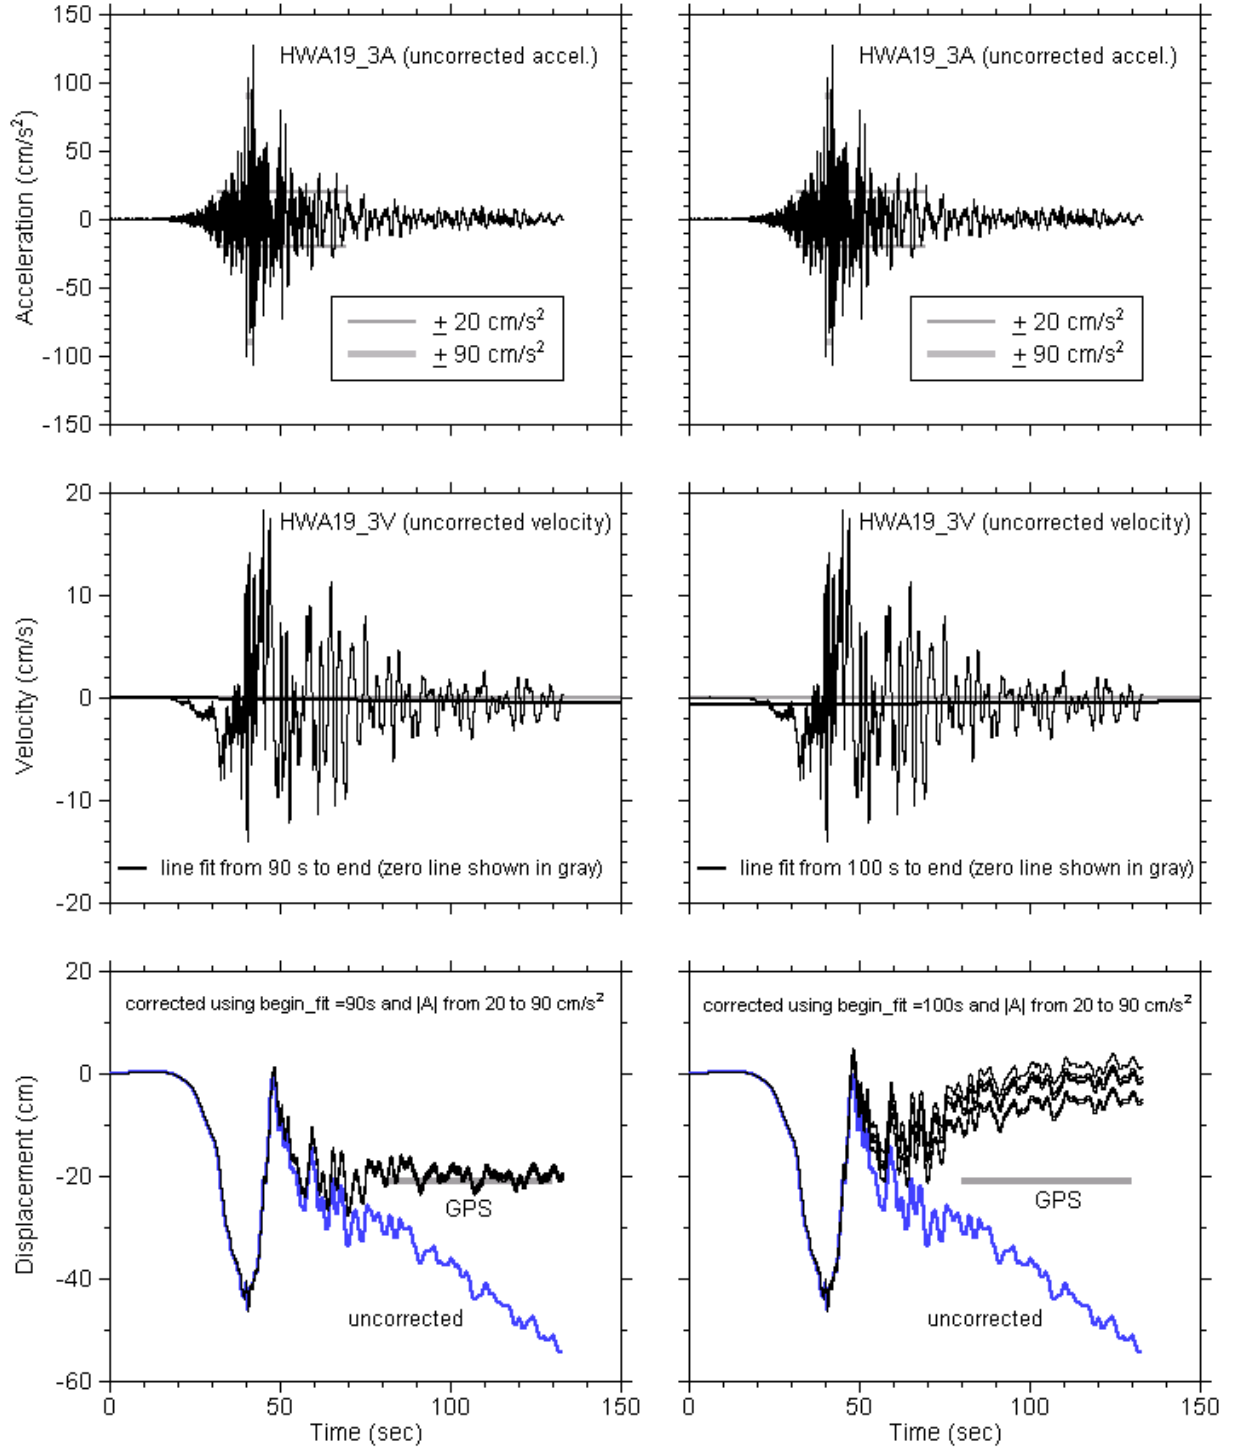 150
100
50
0
-50
-100
-150
Acceleration (cm/s²)
HWA19_3A (uncorrected accel.)
± 20 cm/s²
± 90 cm/s²
HWA19_3A (uncorrected accel.)
± 20 cm/s²
± 90 cm/s²
20
10
0
-10
-20
Velocity (cm/s)
HWA19_3V (uncorrected velocity)
line fit from 90 s to end (zero line shown in gray)
HWA19_3V (uncorrected velocity)
line fit from 100 s to end (zero line shown in gray)
20
0
-20
-40
-60
Displacement (cm)
corrected using begin_fit =90s and |A| from 20 to 90 cm/s²
GPS
uncorrected
0 50 100 150
Time (sec)
corrected using begin_fit =100s and |A| from 20 to 90 cm/s²
GPS
uncorrected
0 50 100 150
Time (sec)